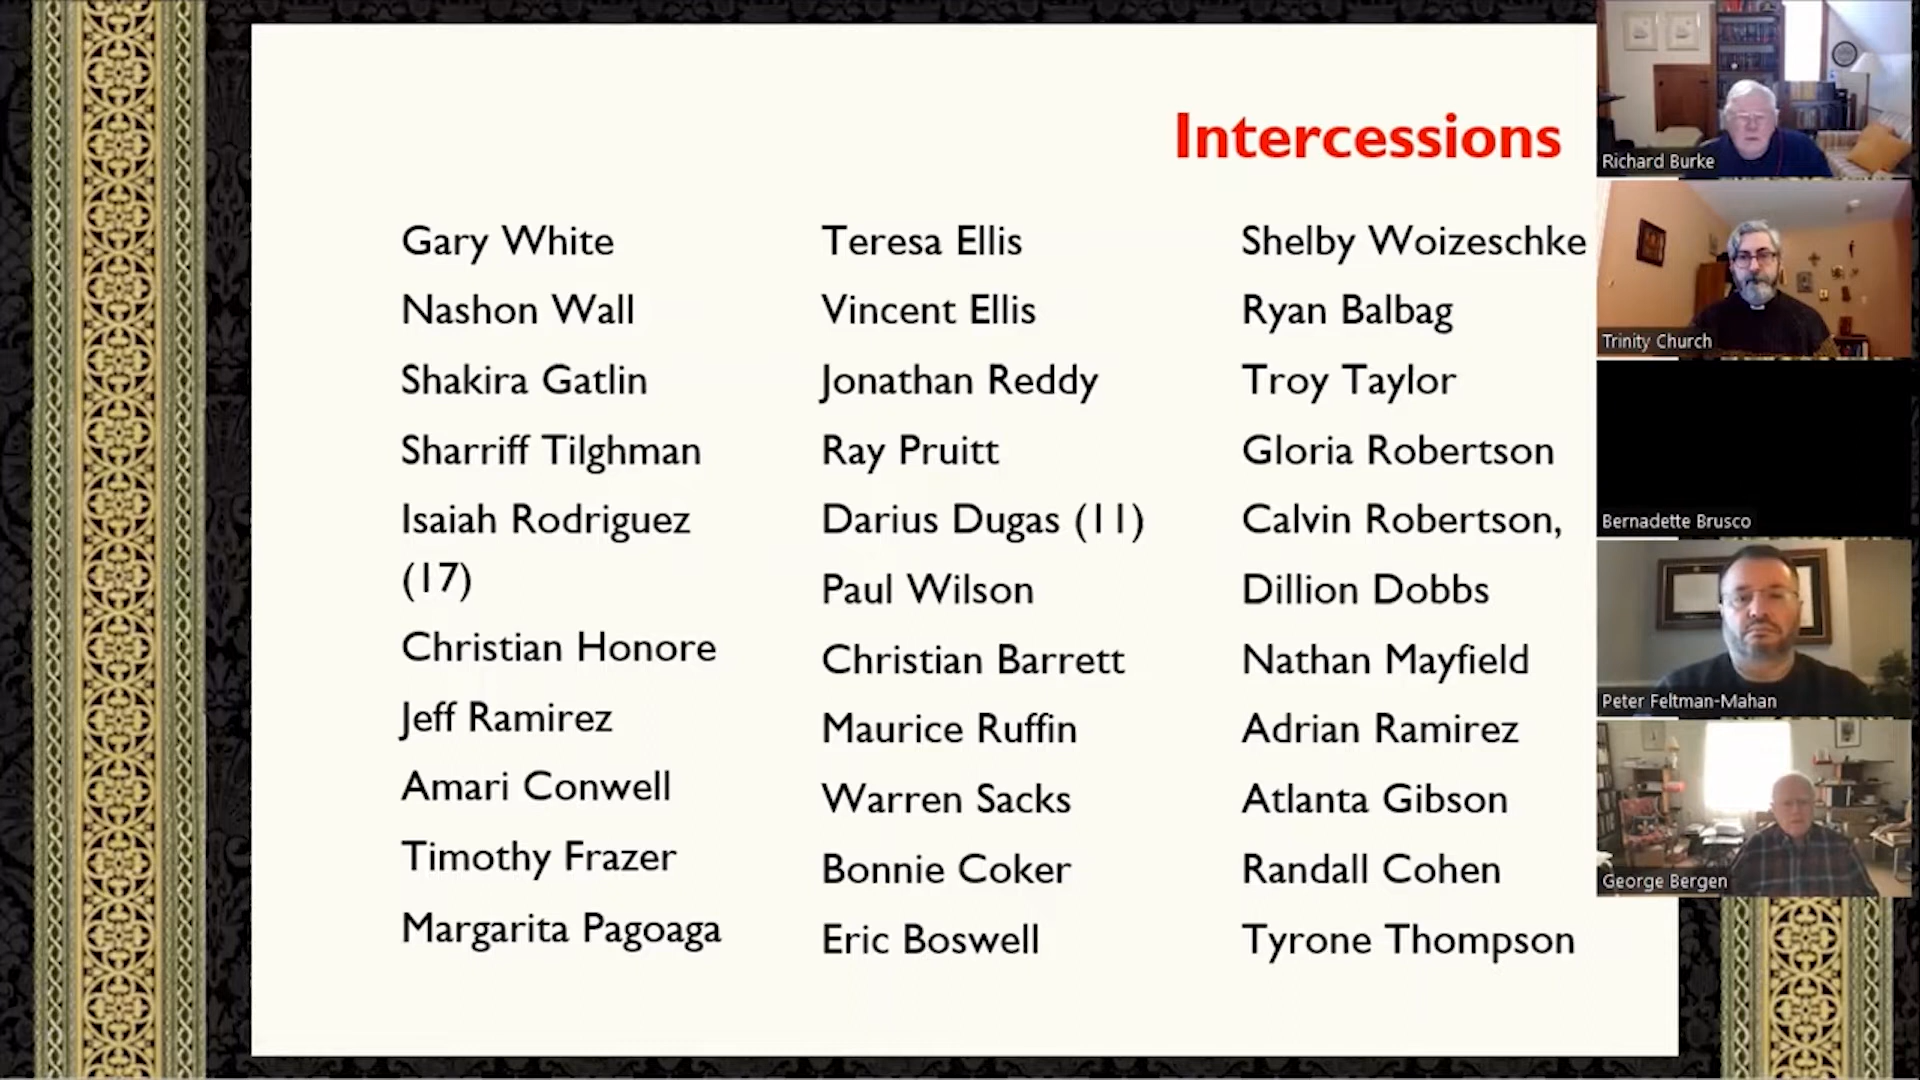 Intercessions
Gary White
Nashon Wall
Shakira Gatlin
Sharriff Tilghman
Isaiah Rodriguez
(17)
Christian Honore
Jeff Ramirez
Amari Conwell
Timothy Frazer
Margarita Pagoaga
Teresa Ellis
Vincent Ellis
Jonathan Reddy
Ray Pruitt
Darius Dugas (11)
Paul Wilson
Christian Barrett
Maurice Ruffin
Warren Sacks
Bonnie Coker
Eric Boswell
Shelby Woizeschke
Ryan Balbag
Troy Taylor
Gloria Robertson
Calvin Robertson,
Dillion Dobbs
Nathan Mayfield
Adrian Ramirez
Atlanta Gibson
Randall Cohen
Tyrone Thompson
Richard Burke
Trinity Church
Bernadette Brusco
Peter Feltman-Mahan
George Bergen